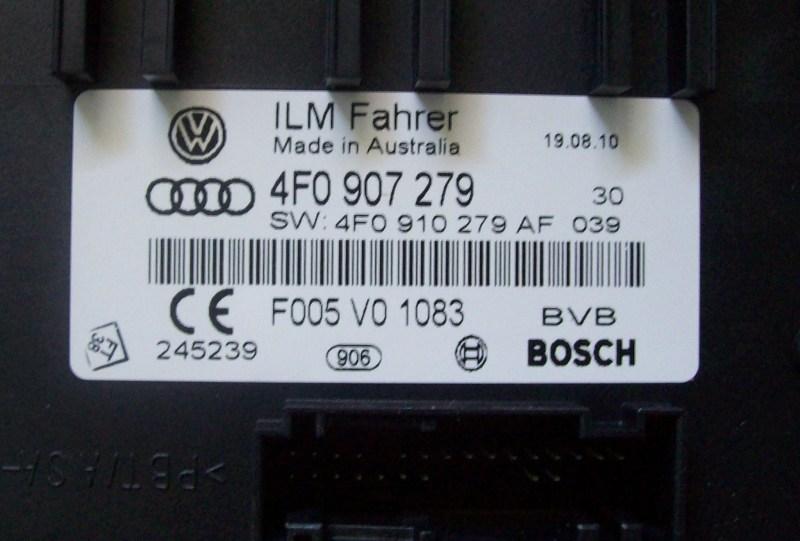 ILM Fahrer
Made in Australia
19.08.10
4F0 907 279
30
SW: 4F0 910 279 AF 039
F005 V0 1083
BVB
CE
245239
906
BOSCH